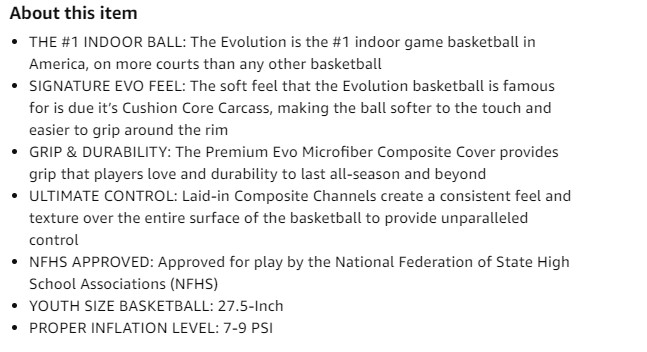 About this item
• THE #1 INDOOR BALL: The Evolution is the #1 indoor game basketball in
America, on more courts than any other basketball
• SIGNATURE EVO FEEL: The soft feel that the Evolution basketball is famous
for is due it's Cushion Core Carcass, making the ball softer to the touch and
easier to grip around the rim
• GRIP & DURABILITY: The Premium Evo Microfiber Composite Cover provides
grip that players love and durability to last all-season and beyond
• ULTIMATE CONTROL: Laid-in Composite Channels create a consistent feel and
texture over the entire surface of the basketball to provide unparalleled
control
• NFHS APPROVED: Approved for play by the National Federation of State High
School Associations (NFHS)
• YOUTH SIZE BASKETBALL: 27.5-Inch
• PROPER INFLATION LEVEL: 7-9 PSI